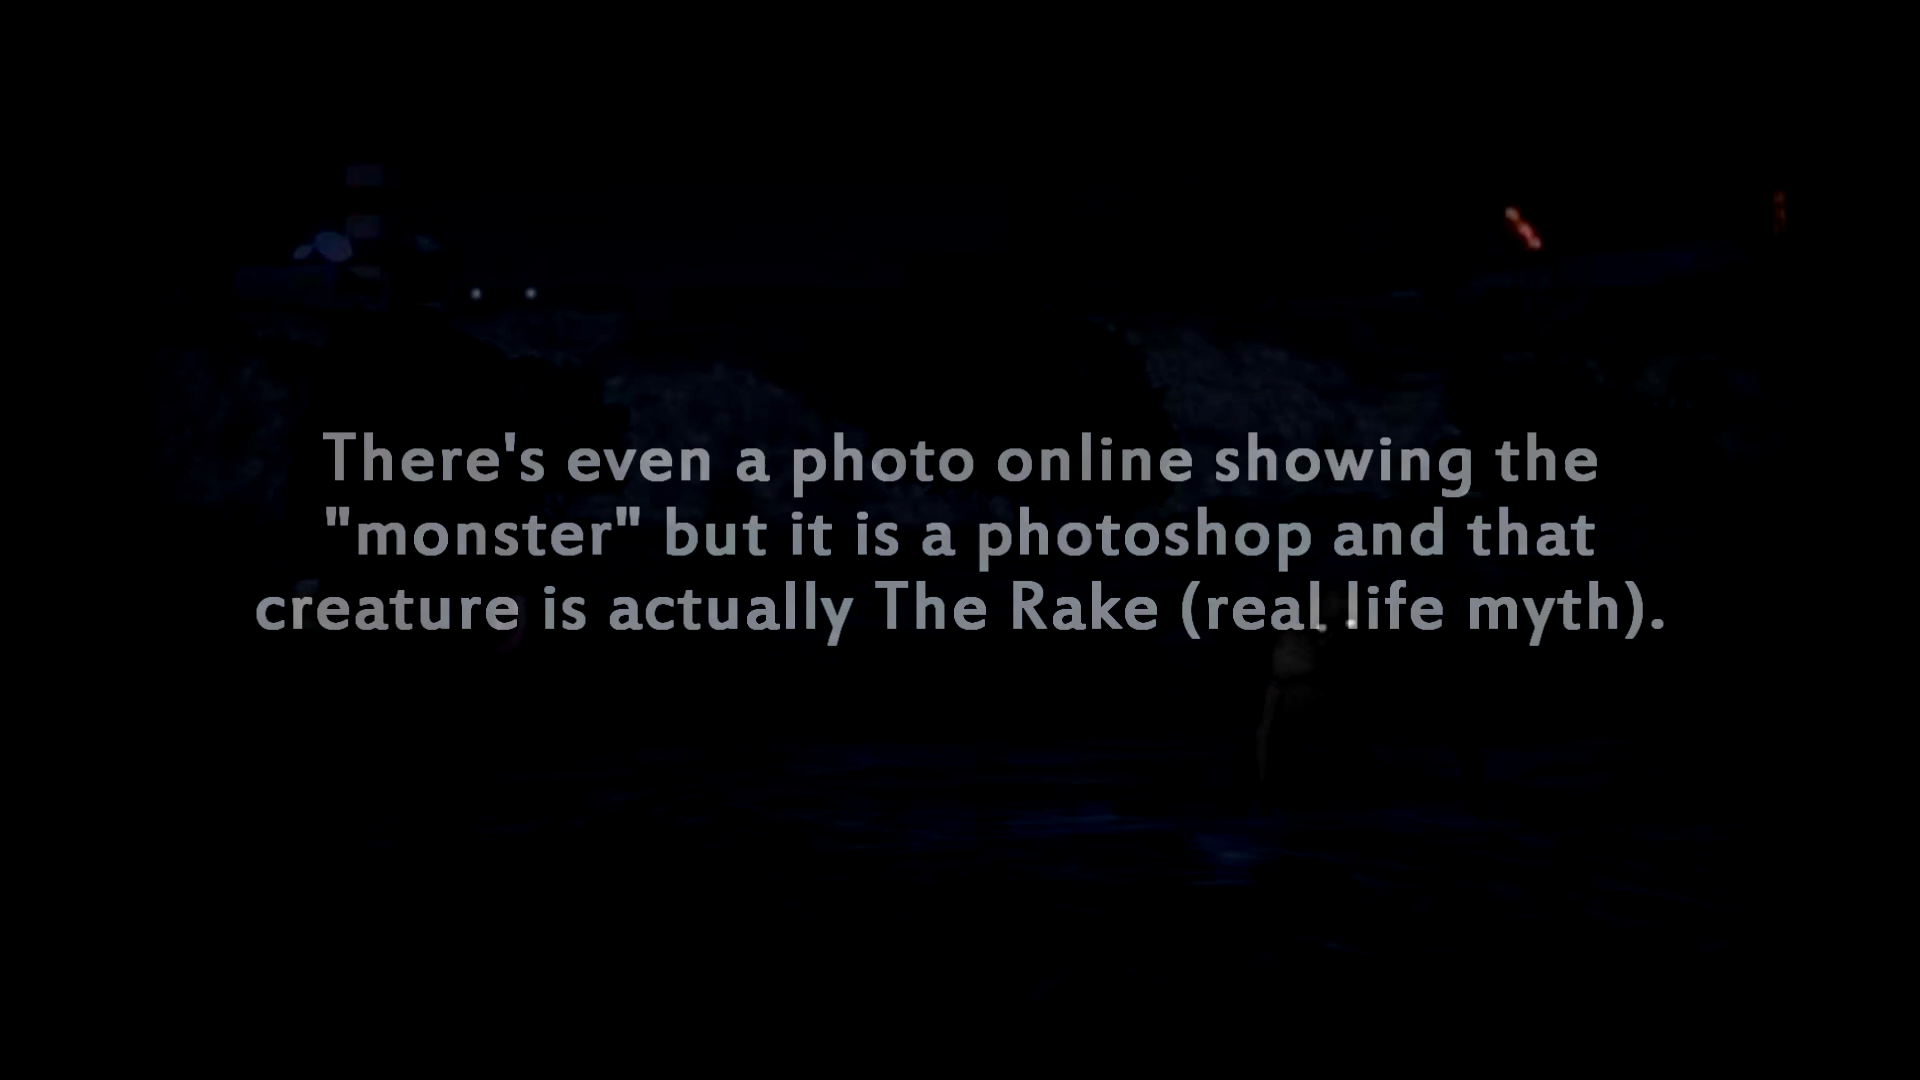 There's even a photo online showing the
"monster" but it is a photoshop and that
creature is actually The Rake (real life myth).